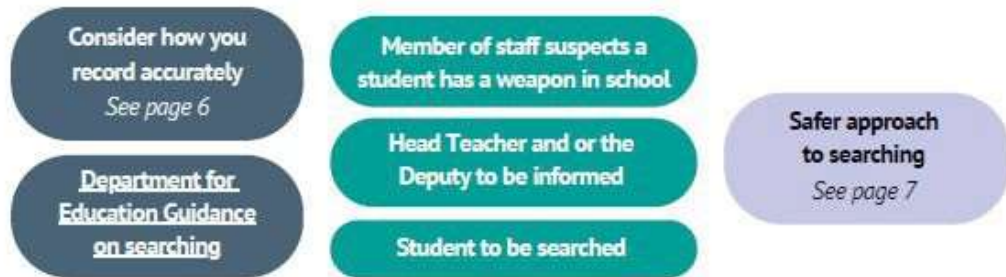 Consider how you
record accurately
See page 6
Department for
Education Guidance
on searching
Member of staff suspects a
student has a weapon in school
Head Teacher and or the
Deputy to be informed
Student to be searched
Safer approach
to searching
See page 7